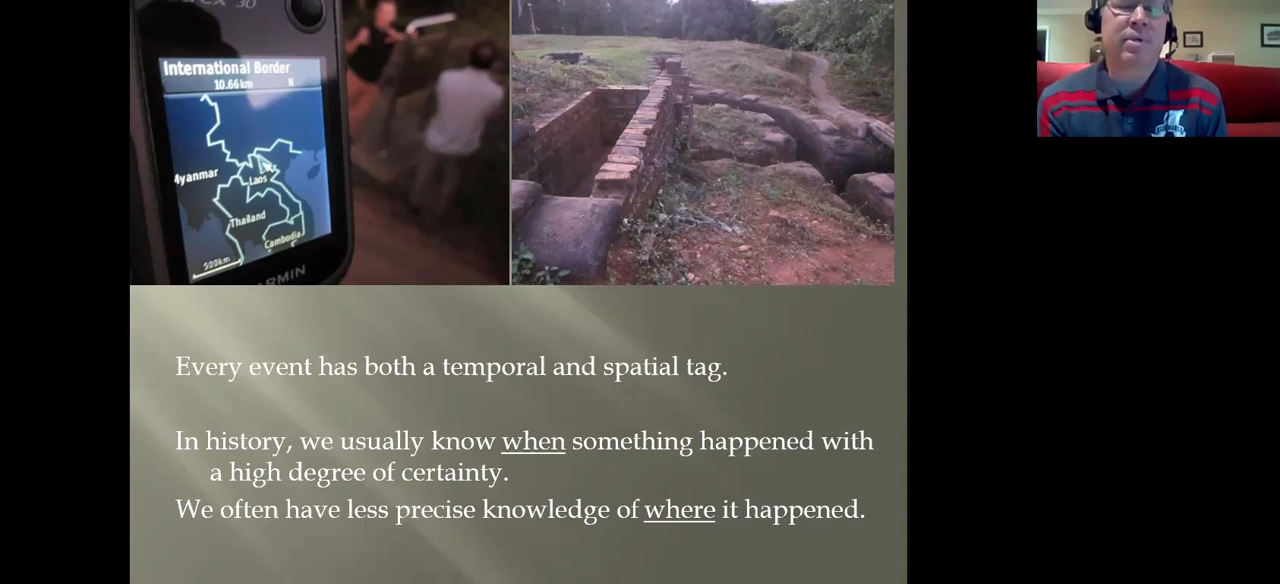 International Border
10.66km N
Myanmar
Laos
Thailand
Cambodia
500km
Every event has both a temporal and spatial tag.
In history, we usually know when something happened with
a high degree of certainty.
We often have less precise knowledge of where it happened.